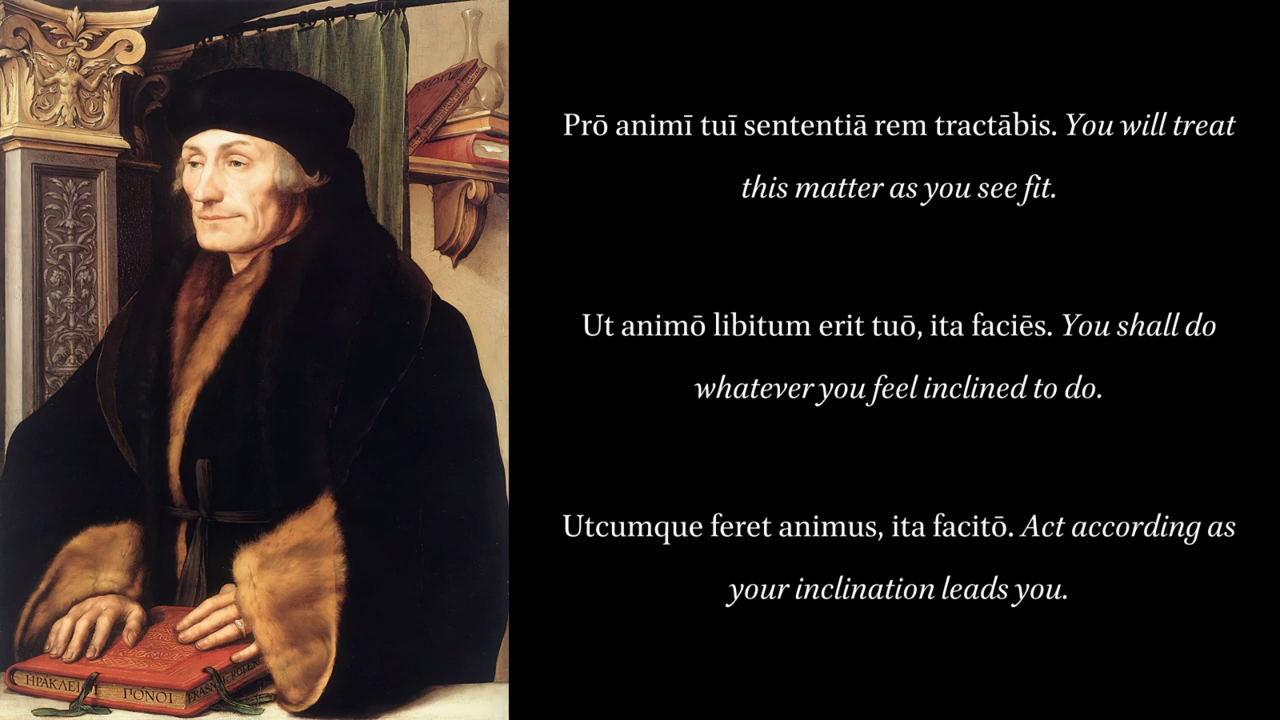 Prō animī tuī sententiā rem tractābis. You will treat
this matter as you see fit.
Ut animō libitum erit tuō, ita faciēs. You shall do
whatever you feel inclined to do.
Utcumque feret animus, ita facitō. Act according as
your inclination leads you.
ΗΡΑΚΛΕΙ
ΠΟΝΟΙ